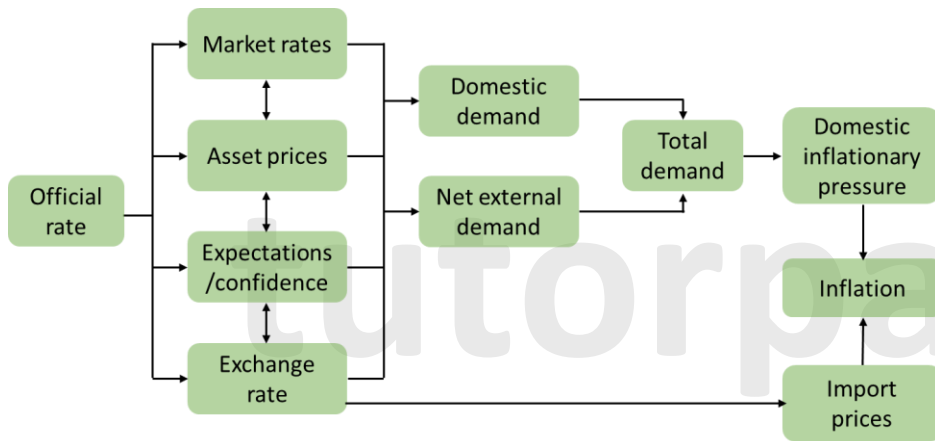 Market rates
Asset prices
Official
rate
Expectations
/confidence
Exchange
rate
Domestic
demand
Net external
demand
Total
demand
Domestic
inflationary
pressure
Inflation
Import
prices
tutorpa